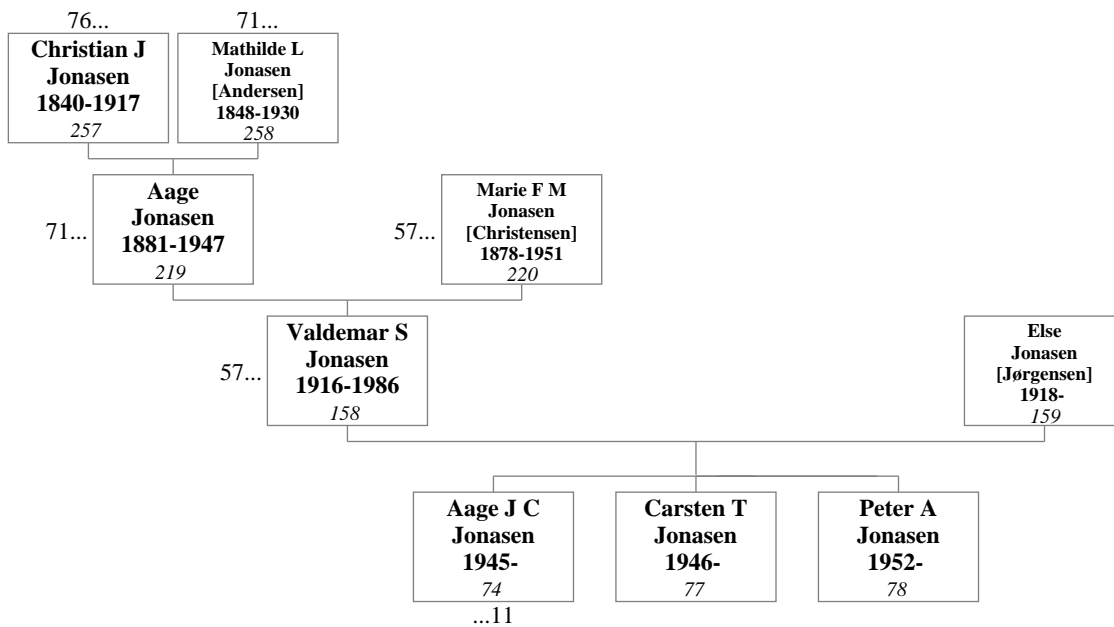 76...
71...
Christian J
Jonasen
1840-1917
257
Mathilde L
Jonasen
[Andersen]
1848-1930
258
71...
Aage
Jonasen
1881-1947
219
57...
Marie F M
Jonasen
[Christensen]
1878-1951
220
57...
Valdemar S
Jonasen
1916-1986
158
Else
Jonasen
[Jørgensen]
1918-
159
Aage J C
Jonasen
1945-
74
...11
Carsten T
Jonasen
1946-
77
Peter A
Jonasen
1952-
78